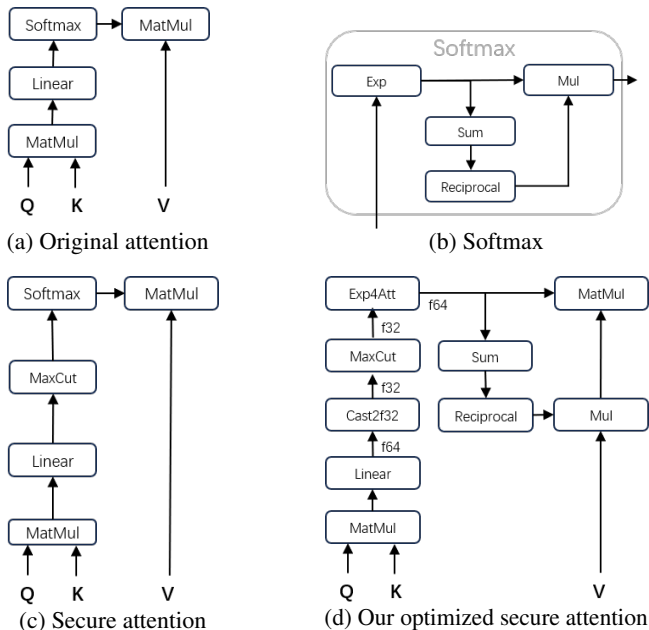 Softmax
MatMul
Linear
MatMul
Q
K
V
(a) Original attention
Softmax
Exp
Mul
Sum
Reciprocal
(b) Softmax
Softmax
MatMul
MaxCut
Linear
MatMul
Q
K
V
(c) Secure attention
Exp4Att
f64
MatMul
f32
MaxCut
Sum
f32
Cast2f32
Reciprocal
Mul
f64
Linear
MatMul
Q
K
V
(d) Our optimized secure attention